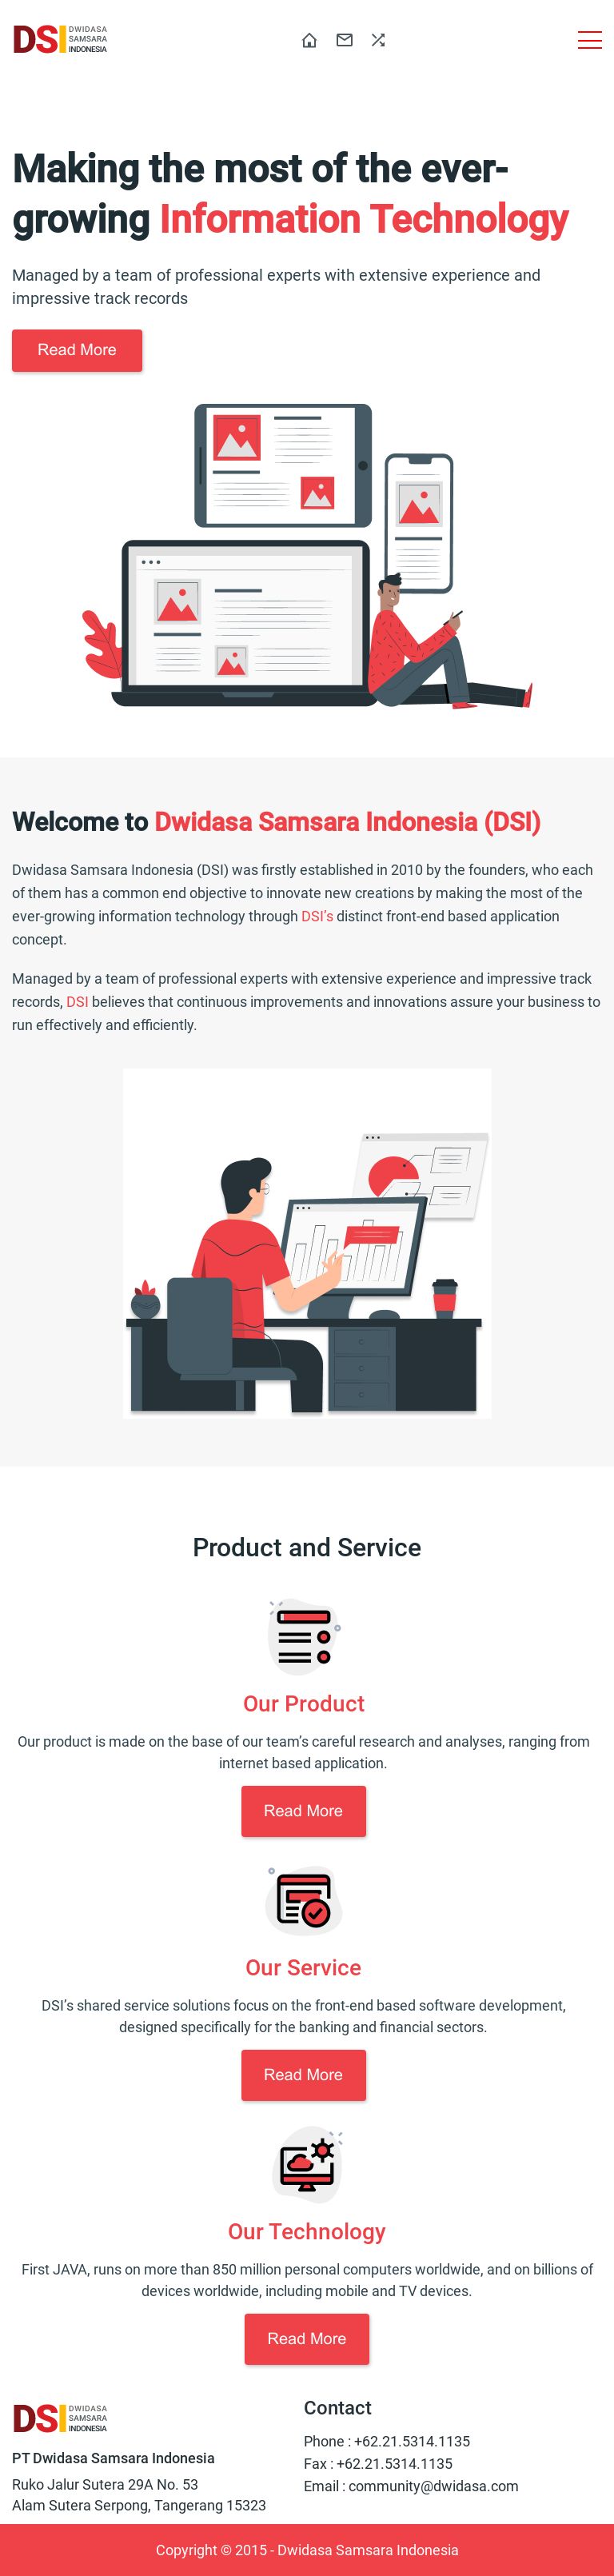 DSI DWIDASA
SAMSARA
INDONESIA
Making the most of the ever-
growing Information Technology
Managed by a team of professional experts with extensive experience and
impressive track records
Read More
Welcome to Dwidasa Samsara Indonesia (DSI)
Dwidasa Samsara Indonesia (DSI) was firstly established in 2010 by the founders, who each
of them has a common end objective to innovate new creations by making the most of the
ever-growing information technology through DSI’s distinct front-end based application
concept.
Managed by a team of professional experts with extensive experience and impressive track
records, DSI believes that continuous improvements and innovations assure your business to
run effectively and efficiently.
Product and Service
Our Product
Our product is made on the base of our team’s careful research and analyses, ranging from
internet based application.
Read More
Our Service
DSI’s shared service solutions focus on the front-end based software development,
designed specifically for the banking and financial sectors.
Read More
Our Technology
First JAVA, runs on more than 850 million personal computers worldwide, and on billions of
devices worldwide, including mobile and TV devices.
Read More
DSI DWIDASA
SAMSARA
INDONESIA
PT Dwidasa Samsara Indonesia
Ruko Jalur Sutera 29A No. 53
Alam Sutera Serpong, Tangerang 15323
Contact
Phone : +62.21.5314.1135
Fax : +62.21.5314.1135
Email : community@dwidasa.com
Copyright © 2015 - Dwidasa Samsara Indonesia